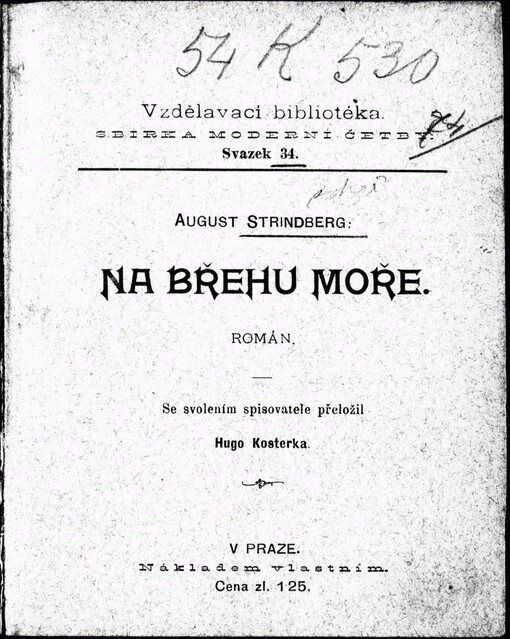 54 K 530
Vzdělavací bibliotéka.
SBÍRKA MODERNÍ ČETBY.
Svazek 34.
AUGUST STRINDBERG:
NA BŘEHU MOŘE.
ROMÁN.
Se svolením spisovatele přeložil
Hugo Kosterka.
V PRAZE.
Nákladem vlastním.
Cena zl. 1·25.